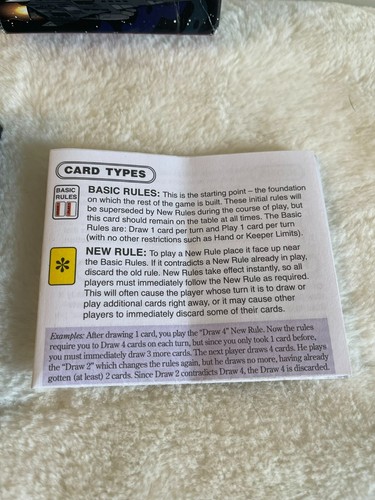 CARD TYPES
BASIC RULES
BASIC RULES: This is the starting point – the foundation
on which the rest of the game is built. These initial rules will
be superseded by New Rules during the course of play, but
this card should remain on the table at all times. The Basic
Rules are: Draw 1 card per turn and Play 1 card per turn
(with no other restrictions such as Hand or Keeper Limits).
*
NEW RULE: To play a New Rule place it face up near
the Basic Rules. If it contradicts a New Rule already in play,
discard the old rule. New Rules take effect instantly, so all
players must immediately follow the New Rule as required.
This will often cause the player whose turn it is to draw or
play additional cards right away, or it may cause other
players to immediately discard some of their cards.
Examples: After drawing 1 card, you play the "Draw 4" New Rule. Now the rules
require you to Draw 4 cards on each turn, but since you only took 1 card before,
you must immediately draw 3 more cards. The next player draws 4 cards. He plays
the "Draw 2" which changes the rules again, but he draws no more, having already
gotten (at least) 2 cards. Since Draw 2 contradicts Draw 4, the Draw 4 is discarded.